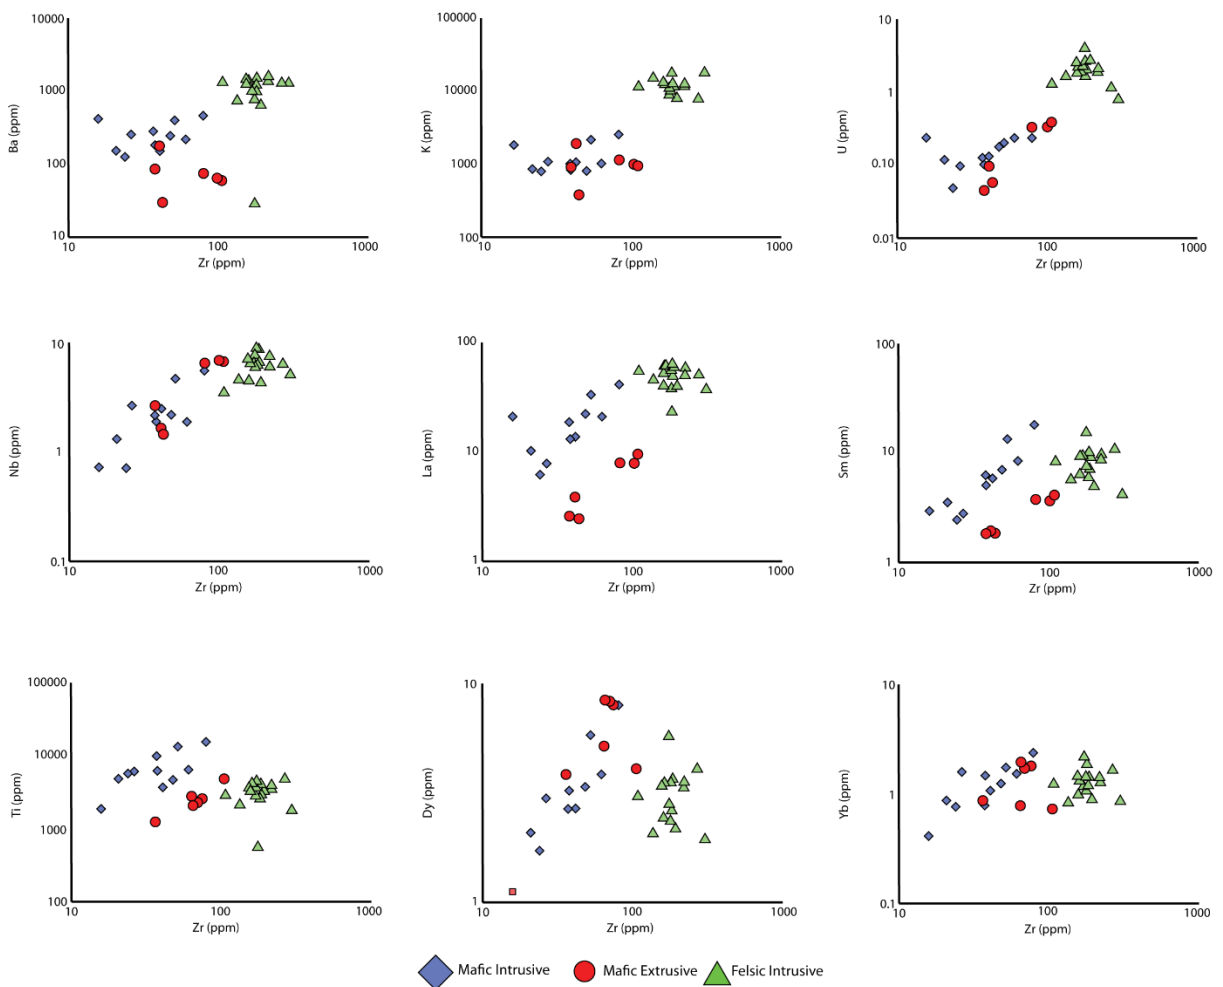 10000
1000
100
10
Ba (ppm)
10
100
1000
Zr (ppm)
100000
10000
1000
100
K (ppm)
10
100
1000
Zr (ppm)
10
1
0.10
0.01
U (ppm)
10
100
1000
Zr (ppm)
10
1
0.1
Nb (ppm)
10
100
1000
Zr (ppm)
100
10
1
La (ppm)
10
100
1000
Zr (ppm)
100
10
1
Sm (ppm)
10
100
1000
Zr (ppm)
100000
10000
1000
100
Ti (ppm)
10
100
1000
Zr (ppm)
10
1
Dy (ppm)
10
100
1000
Zr (ppm)
10
1
0.1
Yb (ppm)
10
100
1000
Zr (ppm)
Mafic Intrusive
Mafic Extrusive
Felsic Intrusive